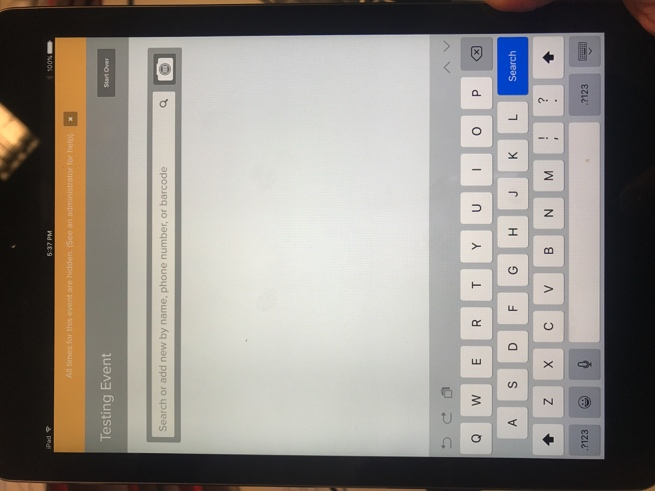 iPad
5:37 PM
100%
All times for this event are hidden. (See an administrator for help)
x
Testing Event
Start Over
Search or add new by name, phone number, or barcode
Q W E R T Y U I O P
A S D F G H J K L Search
Z X C V B N M ! , ? .
.?123 .?123